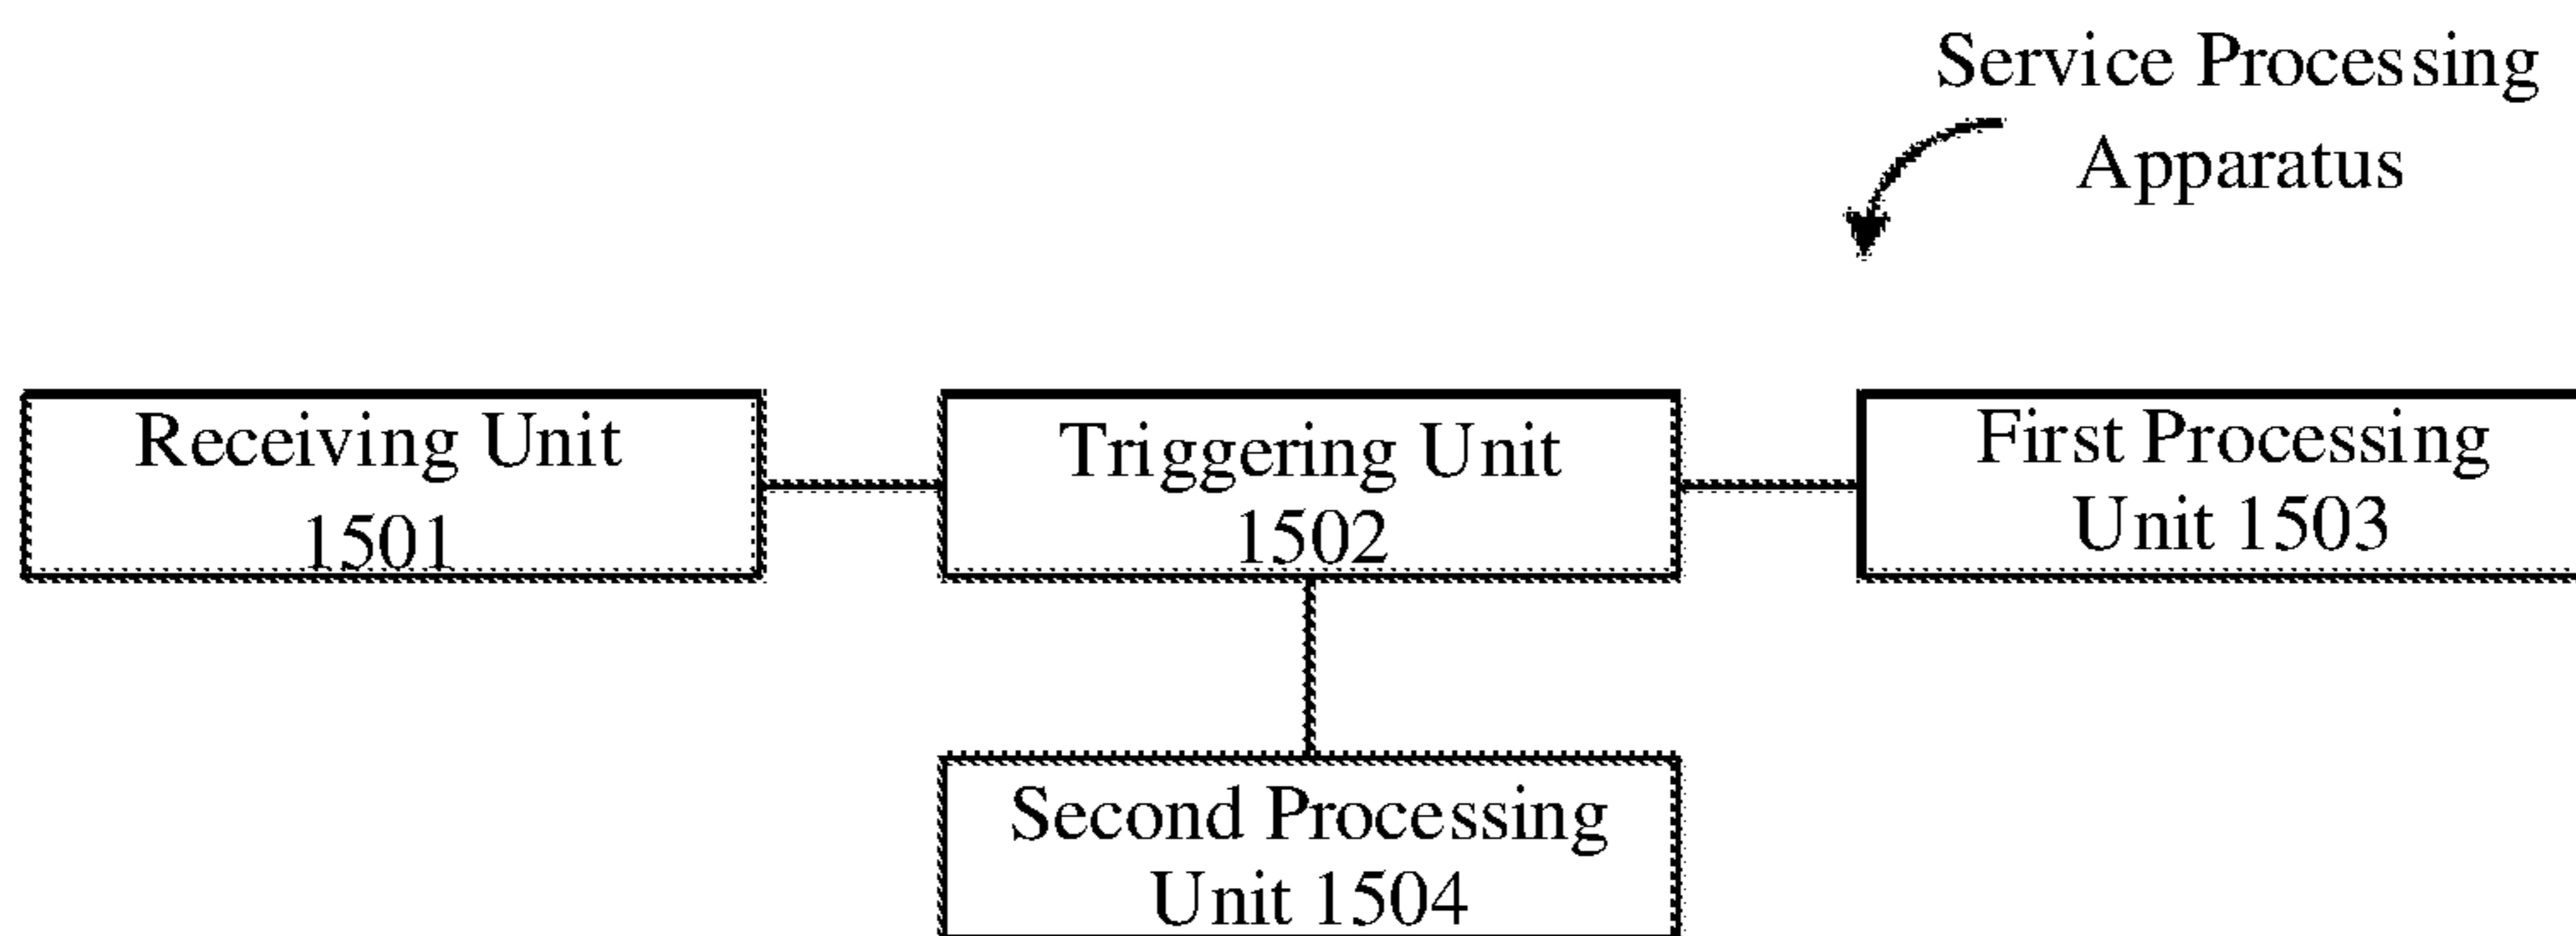 Service Processing
Apparatus
Receiving Unit
1501
Triggering Unit
1502
First Processing
Unit 1503
Second Processing
Unit 1504